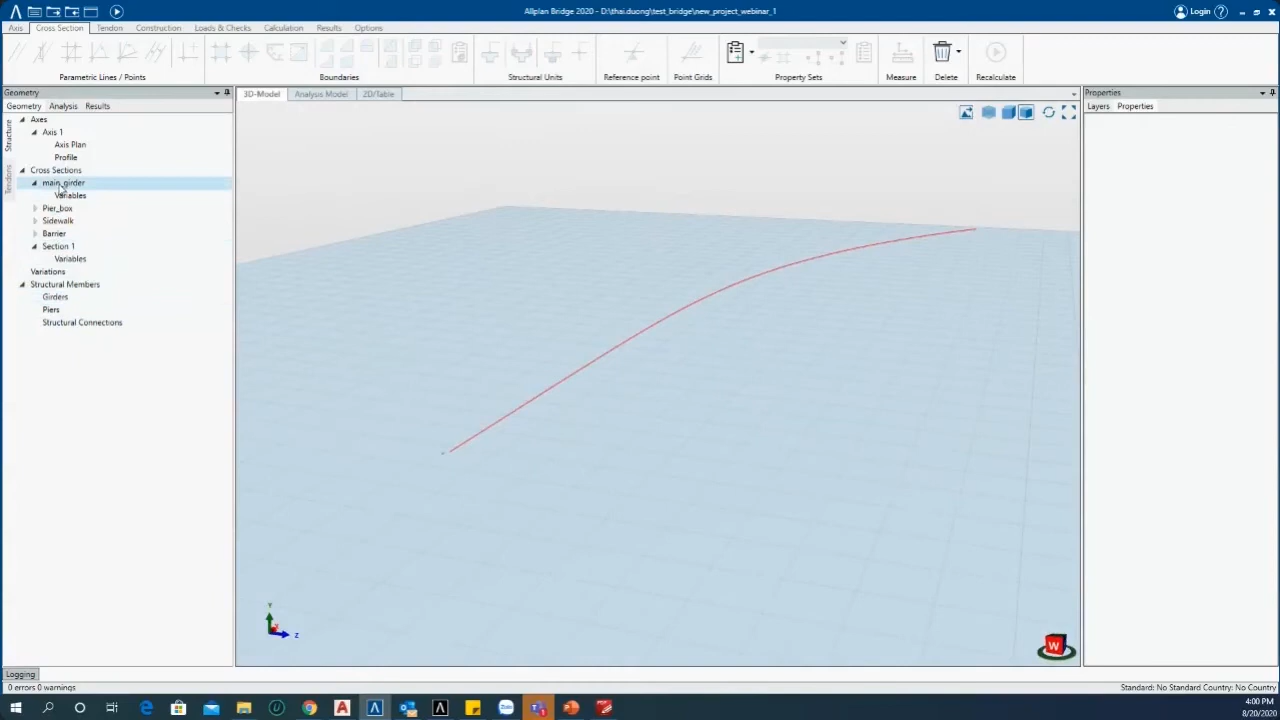 Allplan Bridge 2020 - D:\thai.duong\test_bridge\new_project_webinar_1
Login
Axis Cross Section Tendon Construction Loads & Checks Calculation Results Options
Parametric Lines / Points Boundaries Structural Units Reference point Point Grids Property Sets Measure Delete Recalculate
Geometry
Geometry Analysis Results
Structure
Tendons
Axes
Axis 1
Axis Plan
Profile
Cross Sections
main_girder
Variables
Pier_box
Sidewalk
Barrier
Section 1
Variables
Variations
Structural Members
Girders
Piers
Structural Connections
3D-Model Analysis Model 2D/Table
Y
Z
W
Properties
Layers Properties
Logging
0 errors 0 warnings
Standard: No Standard Country: No Country
4:00 PM
8/20/2020